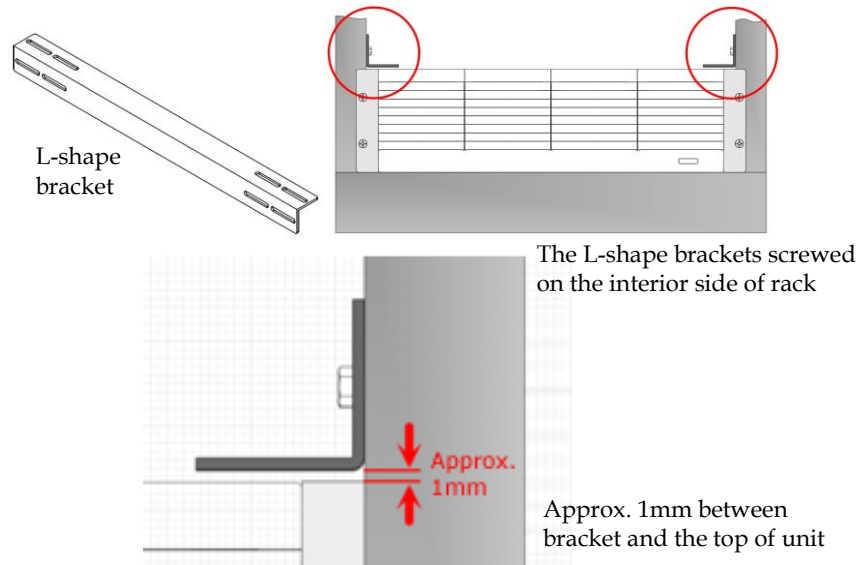 L-shape
bracket
The L-shape brackets screwed
on the interior side of rack
Approx.
1mm
Approx. 1mm between
bracket and the top of unit